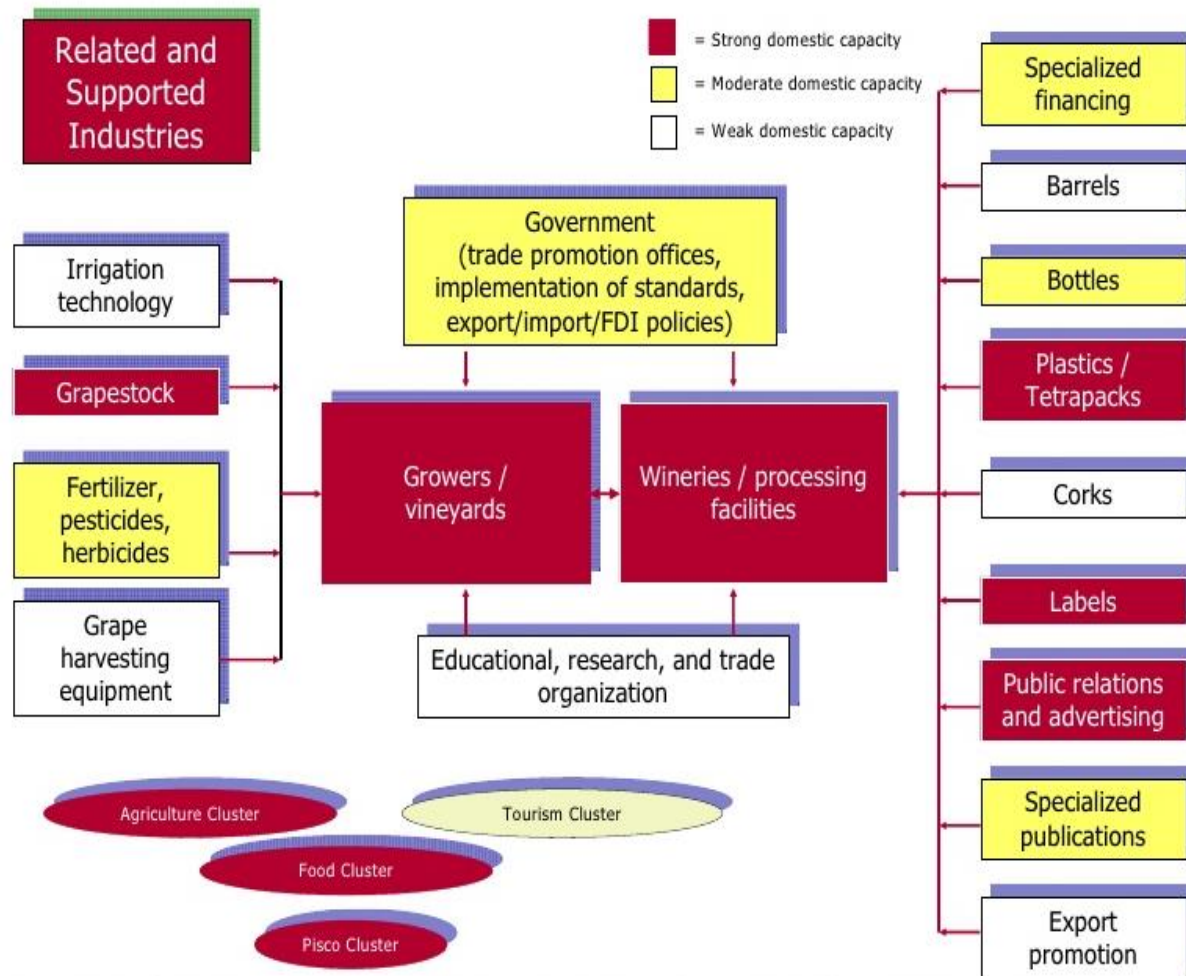 Related and
Supported
Industries
= Strong domestic capacity
= Moderate domestic capacity
= Weak domestic capacity
Government
(trade promotion offices,
implementation of standards,
export/import/FDI policies)
Irrigation
technology
Grapestock
Fertilizer,
pesticides,
herbicides
Grape
harvesting
equipment
Growers /
vineyards
Wineries / processing
facilities
Educational, research, and trade
organization
Specialized
financing
Barrels
Bottles
Plastics /
Tetrapacks
Corks
Labels
Public relations
and advertising
Specialized
publications
Export
promotion
Agriculture Cluster
Tourism Cluster
Food Cluster
Pisco Cluster